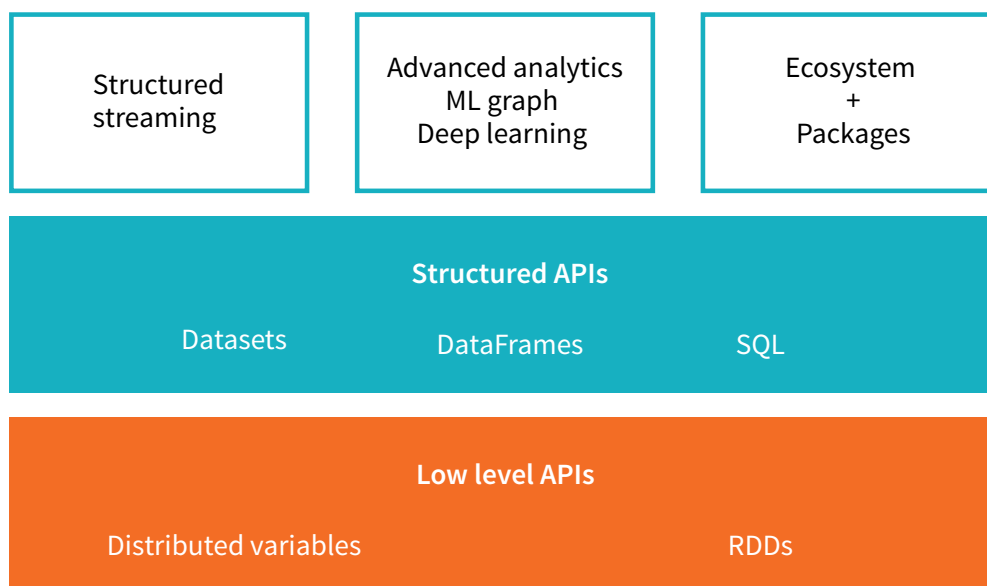 Structured
streaming
Advanced analytics
ML graph
Deep learning
Ecosystem
+
Packages
Structured APIs
Datasets
DataFrames
SQL
Low level APIs
Distributed variables
RDDs